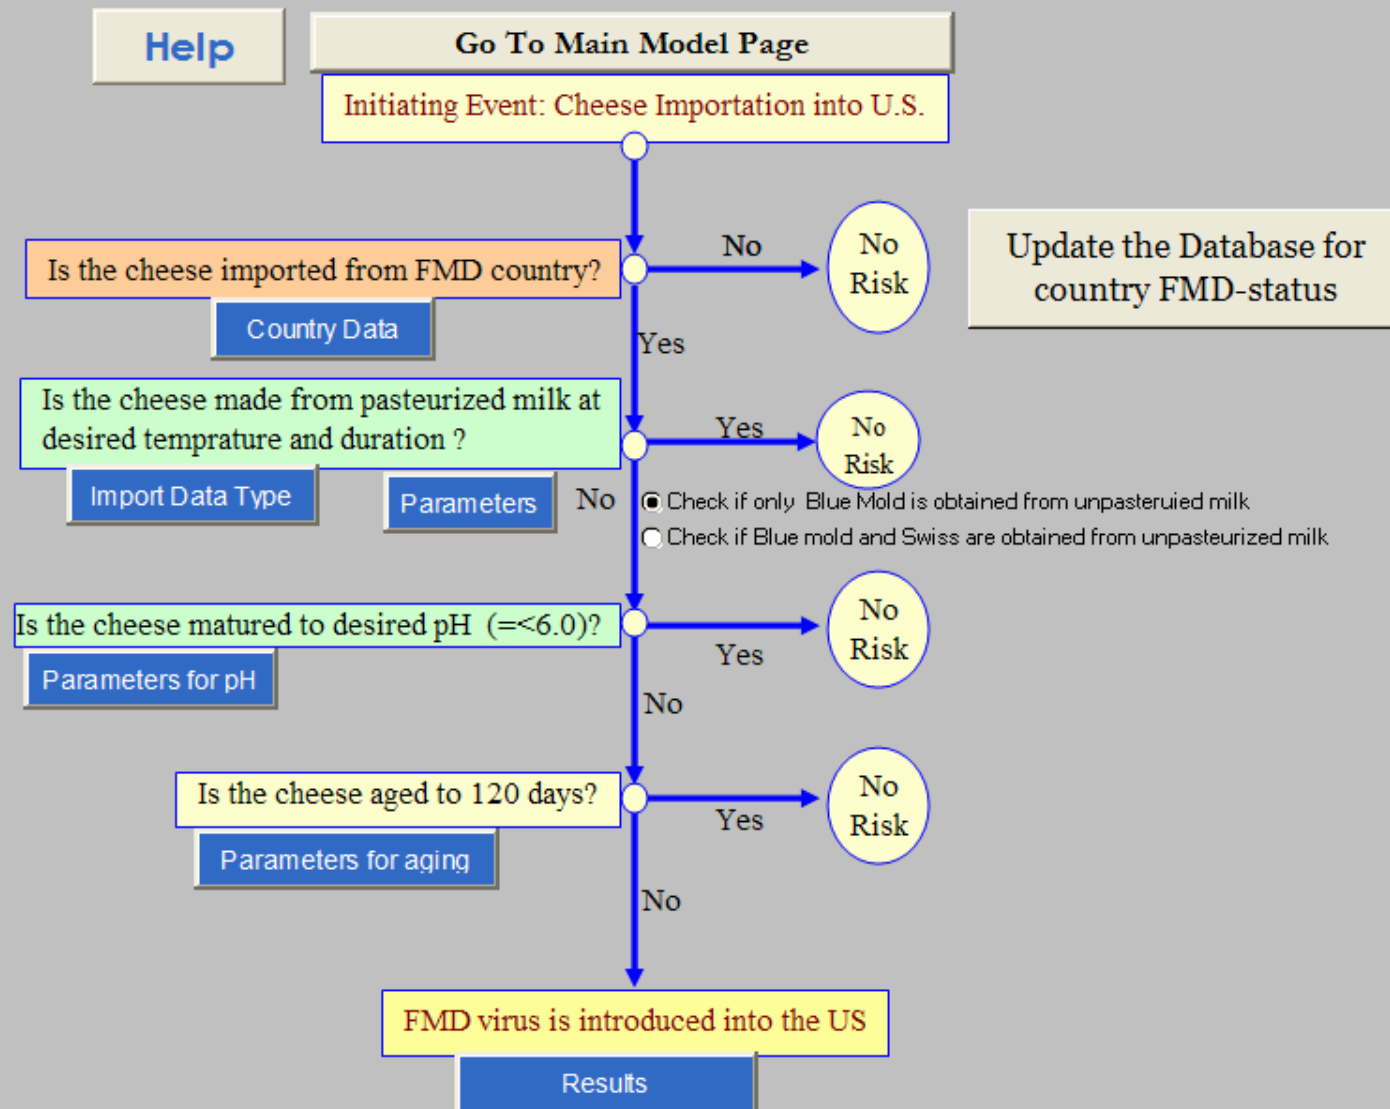 Help
Go To Main Model Page
Initiating Event: Cheese Importation into U.S.
Is the cheese imported from FMD country?
No
No
Risk
Update the Database for
country FMD-status
Country Data
Yes
Is the cheese made from pasteurized milk at
desired temprature and duration ?
Yes
No
Risk
Import Data Type
Parameters
No
Check if only Blue Mold is obtained from unpasteruied milk
Check if Blue mold and Swiss are obtained from unpasteurized milk
Is the cheese matured to desired pH (=<6.0)?
Yes
No
Risk
Parameters for pH
No
Is the cheese aged to 120 days?
Yes
No
Risk
Parameters for aging
No
FMD virus is introduced into the US
Results